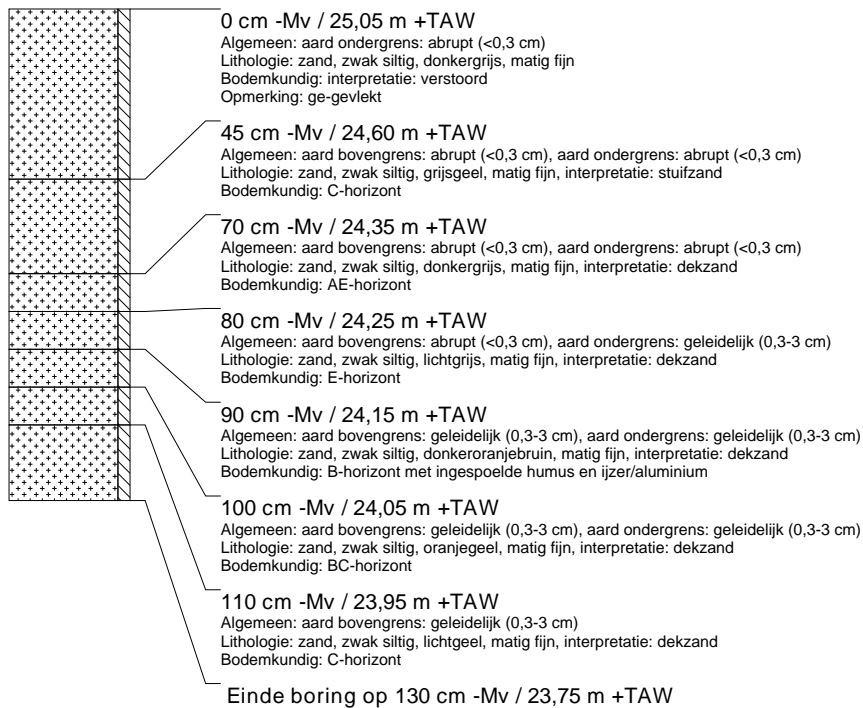 0 cm -Mv / 25,05 m +TAW
Algemeen: aard ondergrens: abrupt (<0,3 cm)
Lithologie: zand, zwak siltig, donkergrijs, matig fijn
Bodemkundig: interpretatie: verstoord
Opmerking: ge-gevlekt
45 cm -Mv / 24,60 m +TAW
Algemeen: aard bovengrens: abrupt (<0,3 cm), aard ondergrens: abrupt (<0,3 cm)
Lithologie: zand, zwak siltig, grijsgeel, matig fijn, interpretatie: stuifzand
Bodemkundig: C-horizont
70 cm -Mv / 24,35 m +TAW
Algemeen: aard bovengrens: abrupt (<0,3 cm), aard ondergrens: abrupt (<0,3 cm)
Lithologie: zand, zwak siltig, donkergrijs, matig fijn, interpretatie: dekzand
Bodemkundig: AE-horizont
80 cm -Mv / 24,25 m +TAW
Algemeen: aard bovengrens: abrupt (<0,3 cm), aard ondergrens: geleidelijk (0,3-3 cm)
Lithologie: zand, zwak siltig, lichtgrijs, matig fijn, interpretatie: dekzand
Bodemkundig: E-horizont
90 cm -Mv / 24,15 m +TAW
Algemeen: aard bovengrens: geleidelijk (0,3-3 cm), aard ondergrens: geleidelijk (0,3-3 cm)
Lithologie: zand, zwak siltig, donkeroranjebruin, matig fijn, interpretatie: dekzand
Bodemkundig: B-horizont met ingespoelde humus en ijzer/aluminium
100 cm -Mv / 24,05 m +TAW
Algemeen: aard bovengrens: geleidelijk (0,3-3 cm), aard ondergrens: geleidelijk (0,3-3 cm)
Lithologie: zand, zwak siltig, oranjegeel, matig fijn, interpretatie: dekzand
Bodemkundig: BC-horizont
110 cm -Mv / 23,95 m +TAW
Algemeen: aard bovengrens: geleidelijk (0,3-3 cm)
Lithologie: zand, zwak siltig, lichtgeel, matig fijn, interpretatie: dekzand
Bodemkundig: C-horizont
Einde boring op 130 cm -Mv / 23,75 m +TAW